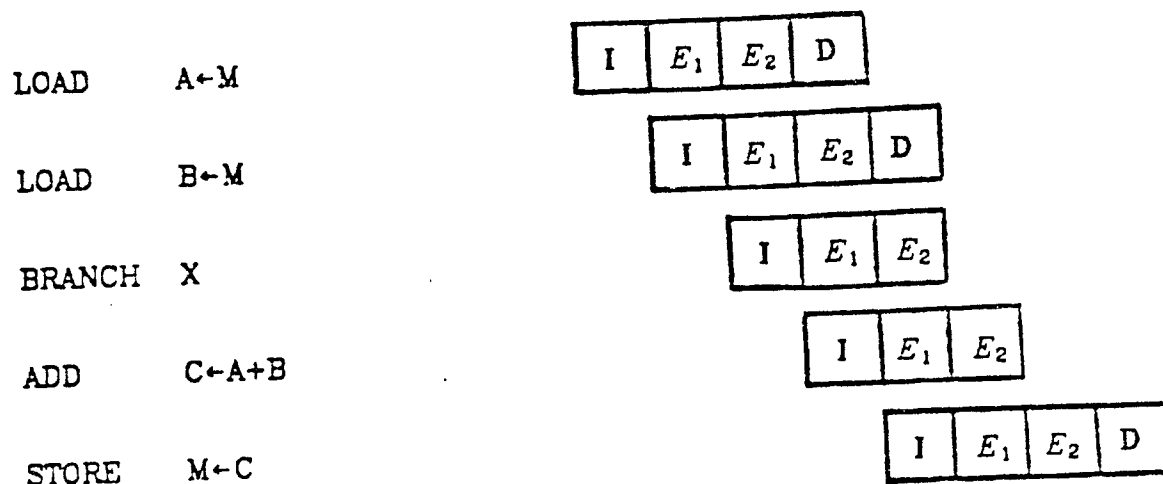 LOAD A←M I E₁ E₂ D
LOAD B←M I E₁ E₂ D
BRANCH X I E₁ E₂
ADD C←A+B I E₁ E₂
STORE M←C I E₁ E₂ D